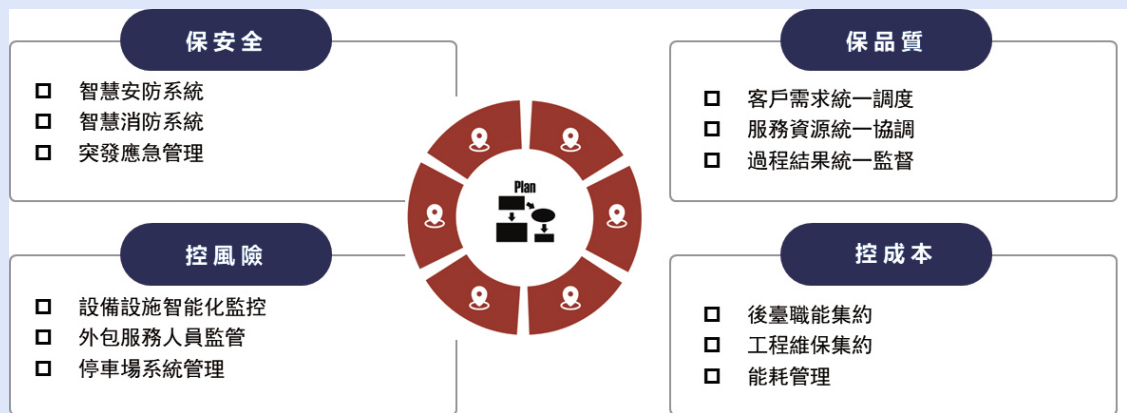 保安全
智慧安防系統
智慧消防系統
突發應急管理
保品質
客戶需求統一調度
服務資源統一協調
過程結果統一監督
Plan
控風險
設備設施智能化監控
外包服務人員監管
停車場系統管理
控成本
後臺職能集約
工程維保集約
能耗管理